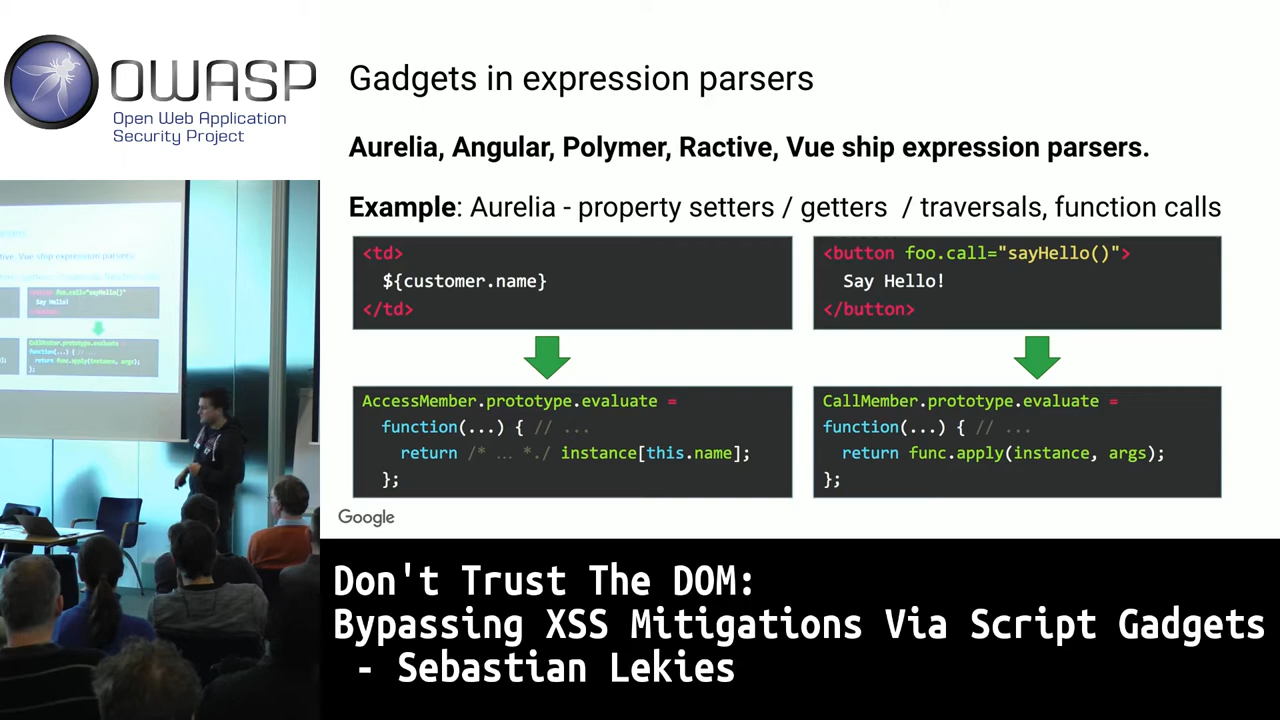 OWASP
Open Web Application
Security Project
Gadgets in expression parsers
Aurelia, Angular, Polymer, Ractive, Vue ship expression parsers.
Example: Aurelia - property setters / getters / traversals, function calls
<td>
${customer.name}
</td>
<button foo.call="sayHello()">
Say Hello!
</button>
AccessMember.prototype.evaluate =
function(...) { // ...
return /* … *./ instance[this.name];
};
CallMember.prototype.evaluate =
function(...) { // ...
return func.apply(instance, args);
};
Google
Don't Trust The DOM:
Bypassing XSS Mitigations Via Script Gadgets
- Sebastian Lekies